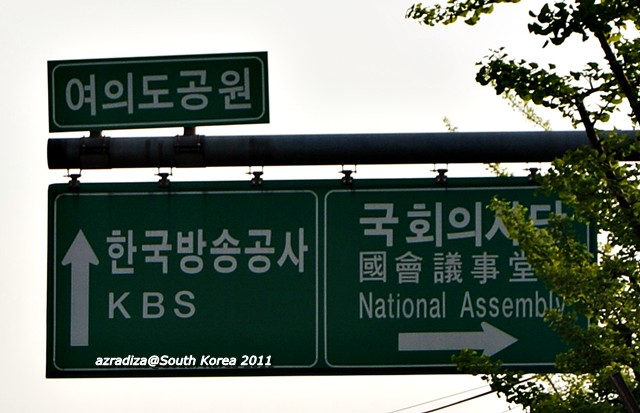 여의도공원
한국방송공사
KBS
국회의사당
國會議事堂
National Assembly
azradiza@South Korea 2011